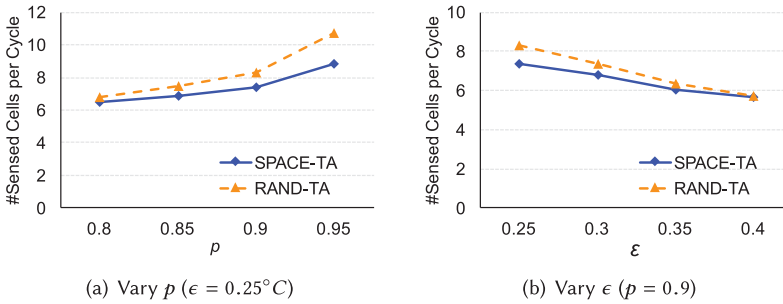 #Sensed Cells per Cycle
12
10
8
6
4
2
0
SPACE-TA
RAND-TA
0.8 0.85 0.9 0.95
p
(a) Vary p (ϵ = 0.25°C)
#Sensed Cells per Cycle
10
8
6
4
2
0
SPACE-TA
RAND-TA
0.25 0.3 0.35 0.4
ε
(b) Vary ϵ (p = 0.9)